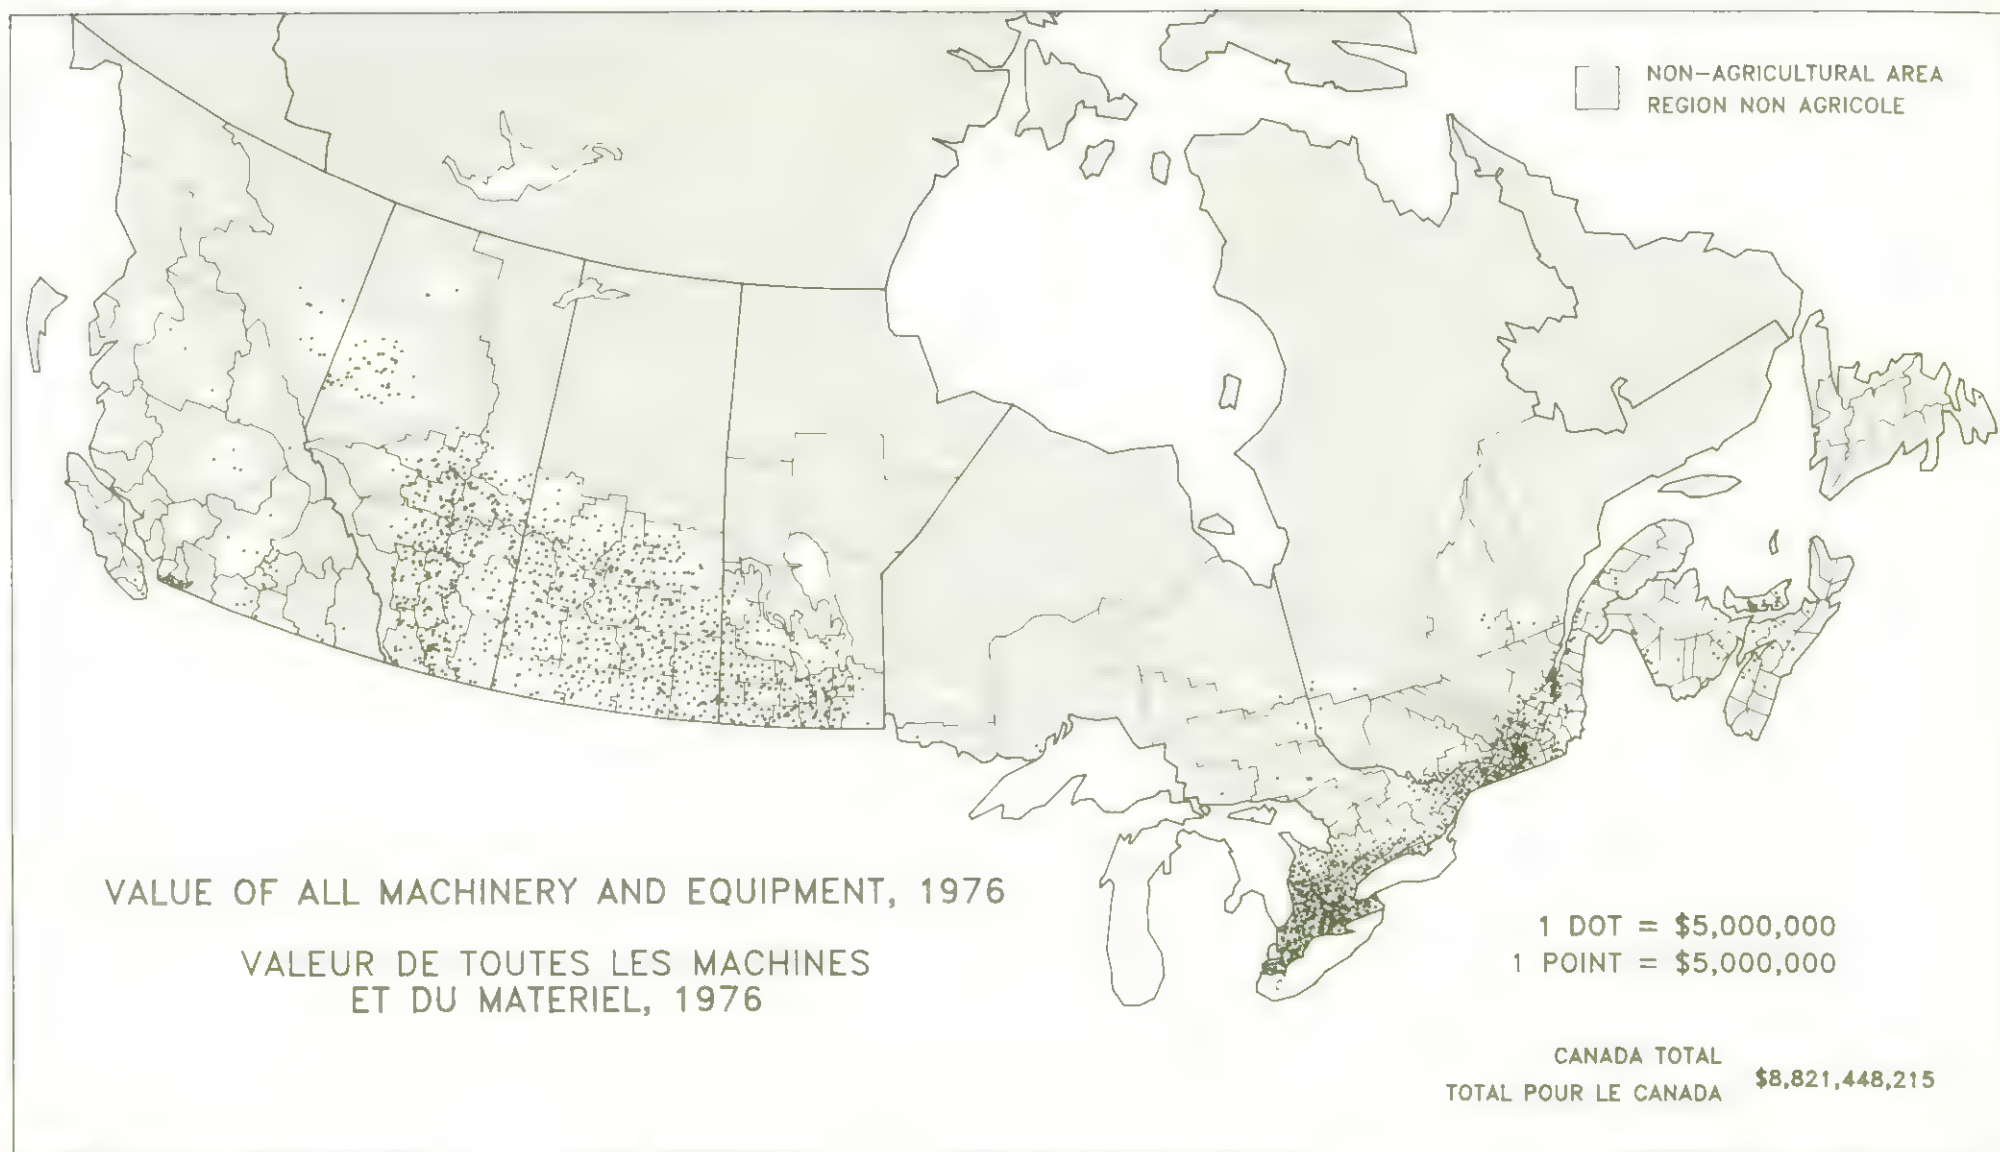 NON-AGRICULTURAL AREA
REGION NON AGRICOLE
VALUE OF ALL MACHINERY AND EQUIPMENT, 1976
VALEUR DE TOUTES LES MACHINES
ET DU MATERIEL, 1976
1 DOT = $5,000,000
1 POINT = $5,000,000
CANADA TOTAL
TOTAL POUR LE CANADA
$8,821,448,215